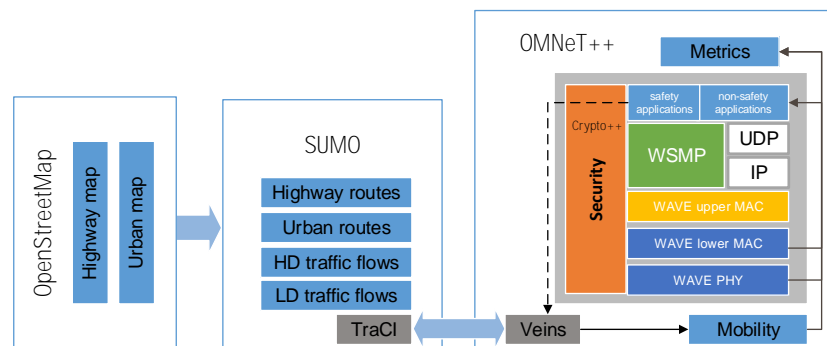 OpenStreetMap
Highway map
Urban map
SUMO
Highway routes
Urban routes
HD traffic flows
LD traffic flows
TraCI
OMNeT++
Metrics
Crypto++
Security
safety
applications
non-safety
applications
WSMP
UDP
IP
WAVE upper MAC
WAVE lower MAC
WAVE PHY
Veins
Mobility